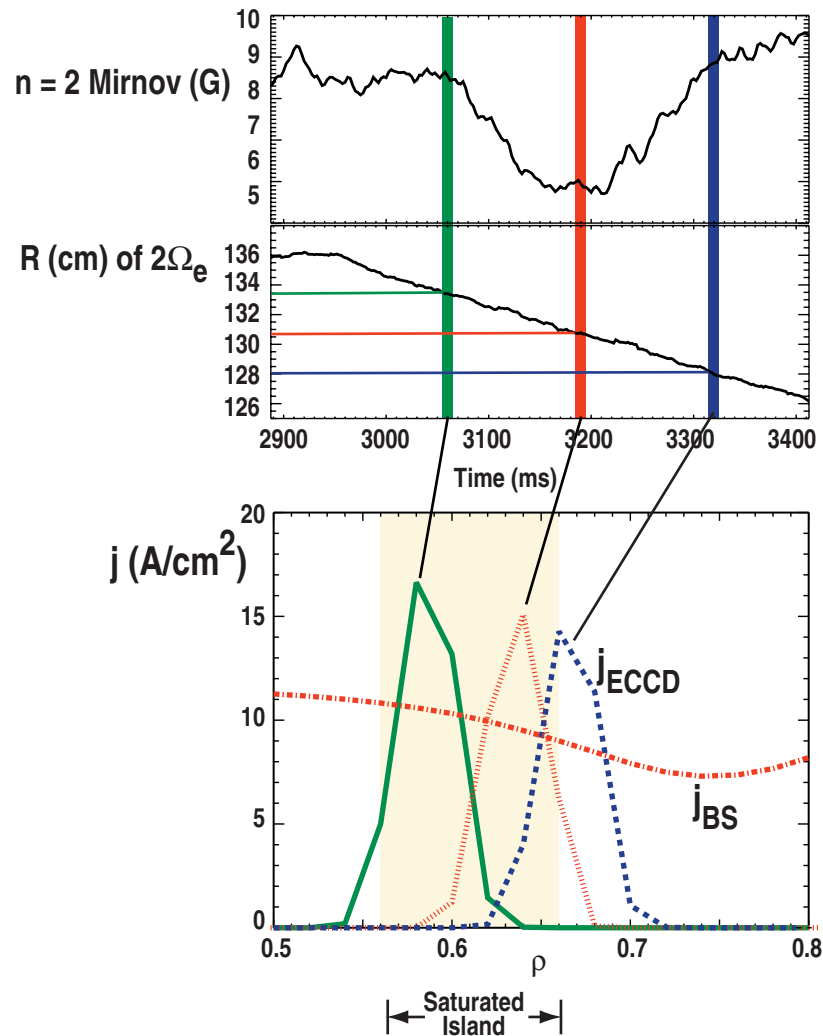 n = 2 Mirnov (G)
10
9
8
7
6
5
R (cm) of 2Ωe
136
134
132
130
128
126
2900 3000 3100 3200 3300 3400
Time (ms)
j (A/cm2)
20
15
10
5
0
jECCD
jBS
0.5 0.6 0.7 0.8
ρ
Saturated
Island